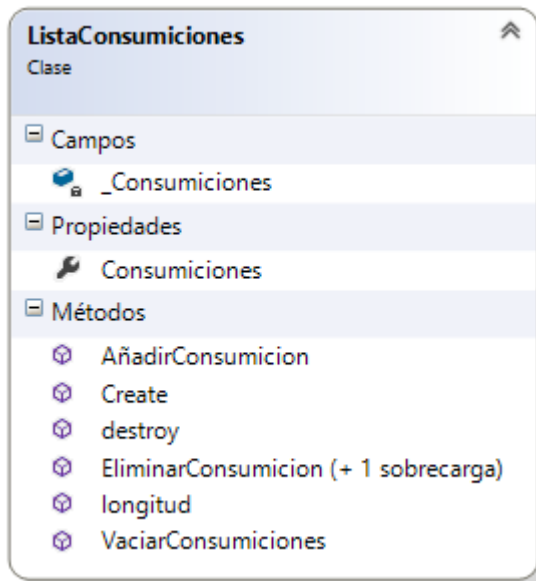 ListaConsumiciones
Clase
Campos
_Consumiciones
Propiedades
Consumiciones
Métodos
AñadirConsumicion
Create
destroy
EliminarConsumicion (+ 1 sobrecarga)
longitud
VaciarConsumiciones